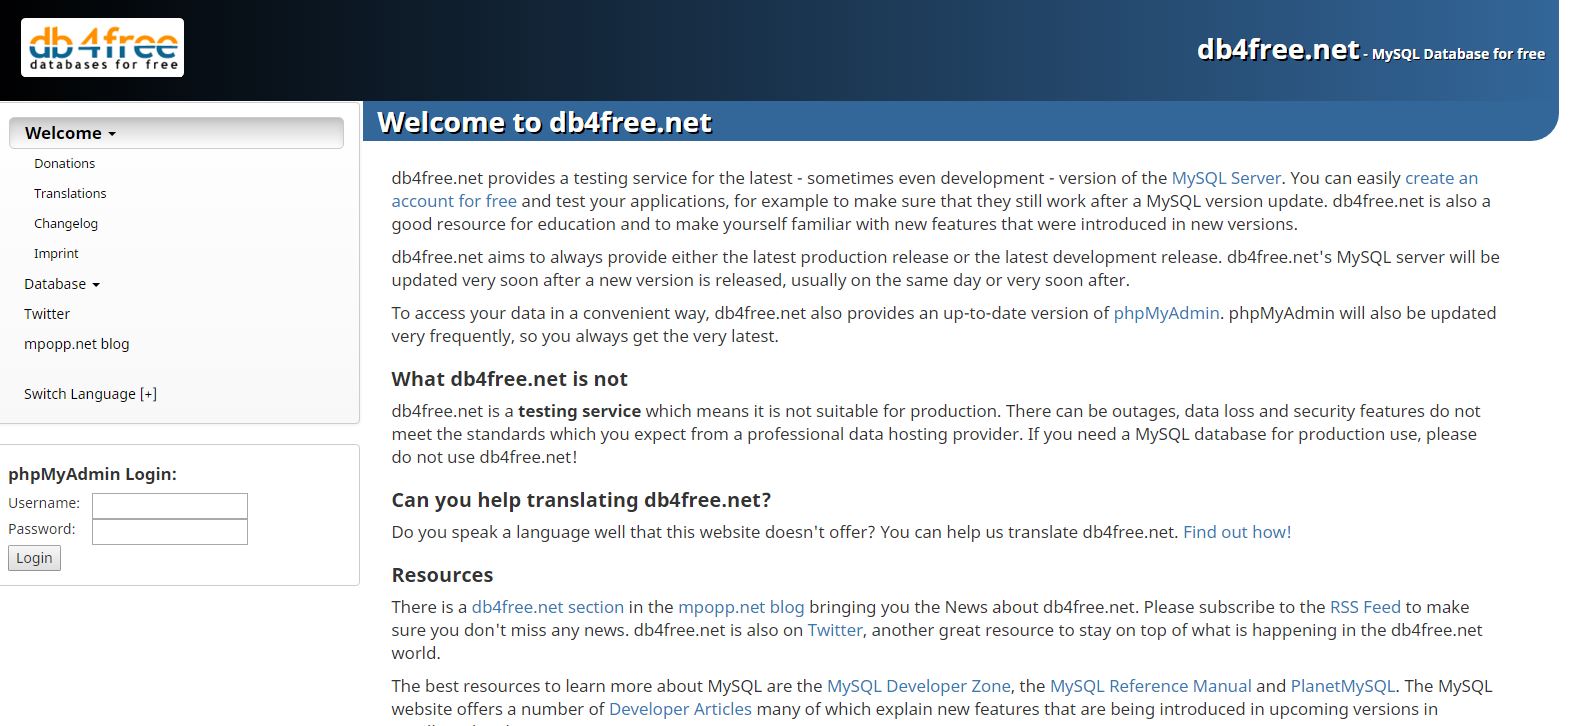 db4free
databases for free
db4free.net - MySQL Database for free
Welcome
Donations
Translations
Changelog
Imprint
Database
Twitter
mpopp.net blog
Switch Language [+]
phpMyAdmin Login:
Username:
Password:
Login
Welcome to db4free.net
db4free.net provides a testing service for the latest - sometimes even development - version of the MySQL Server. You can easily create an
account for free and test your applications, for example to make sure that they still work after a MySQL version update. db4free.net is also a
good resource for education and to make yourself familiar with new features that were introduced in new versions.
db4free.net aims to always provide either the latest production release or the latest development release. db4free.net's MySQL server will be
updated very soon after a new version is released, usually on the same day or very soon after.
To access your data in a convenient way, db4free.net also provides an up-to-date version of phpMyAdmin. phpMyAdmin will also be updated
very frequently, so you always get the very latest.
What db4free.net is not
db4free.net is a testing service which means it is not suitable for production. There can be outages, data loss and security features do not
meet the standards which you expect from a professional data hosting provider. If you need a MySQL database for production use, please
do not use db4free.net!
Can you help translating db4free.net?
Do you speak a language well that this website doesn't offer? You can help us translate db4free.net. Find out how!
Resources
There is a db4free.net section in the mpopp.net blog bringing you the News about db4free.net. Please subscribe to the RSS Feed to make
sure you don't miss any news. db4free.net is also on Twitter, another great resource to stay on top of what is happening in the db4free.net
world.
The best resources to learn more about MySQL are the MySQL Developer Zone, the MySQL Reference Manual and PlanetMySQL. The MySQL
website offers a number of Developer Articles many of which explain new features that are being introduced in upcoming versions in